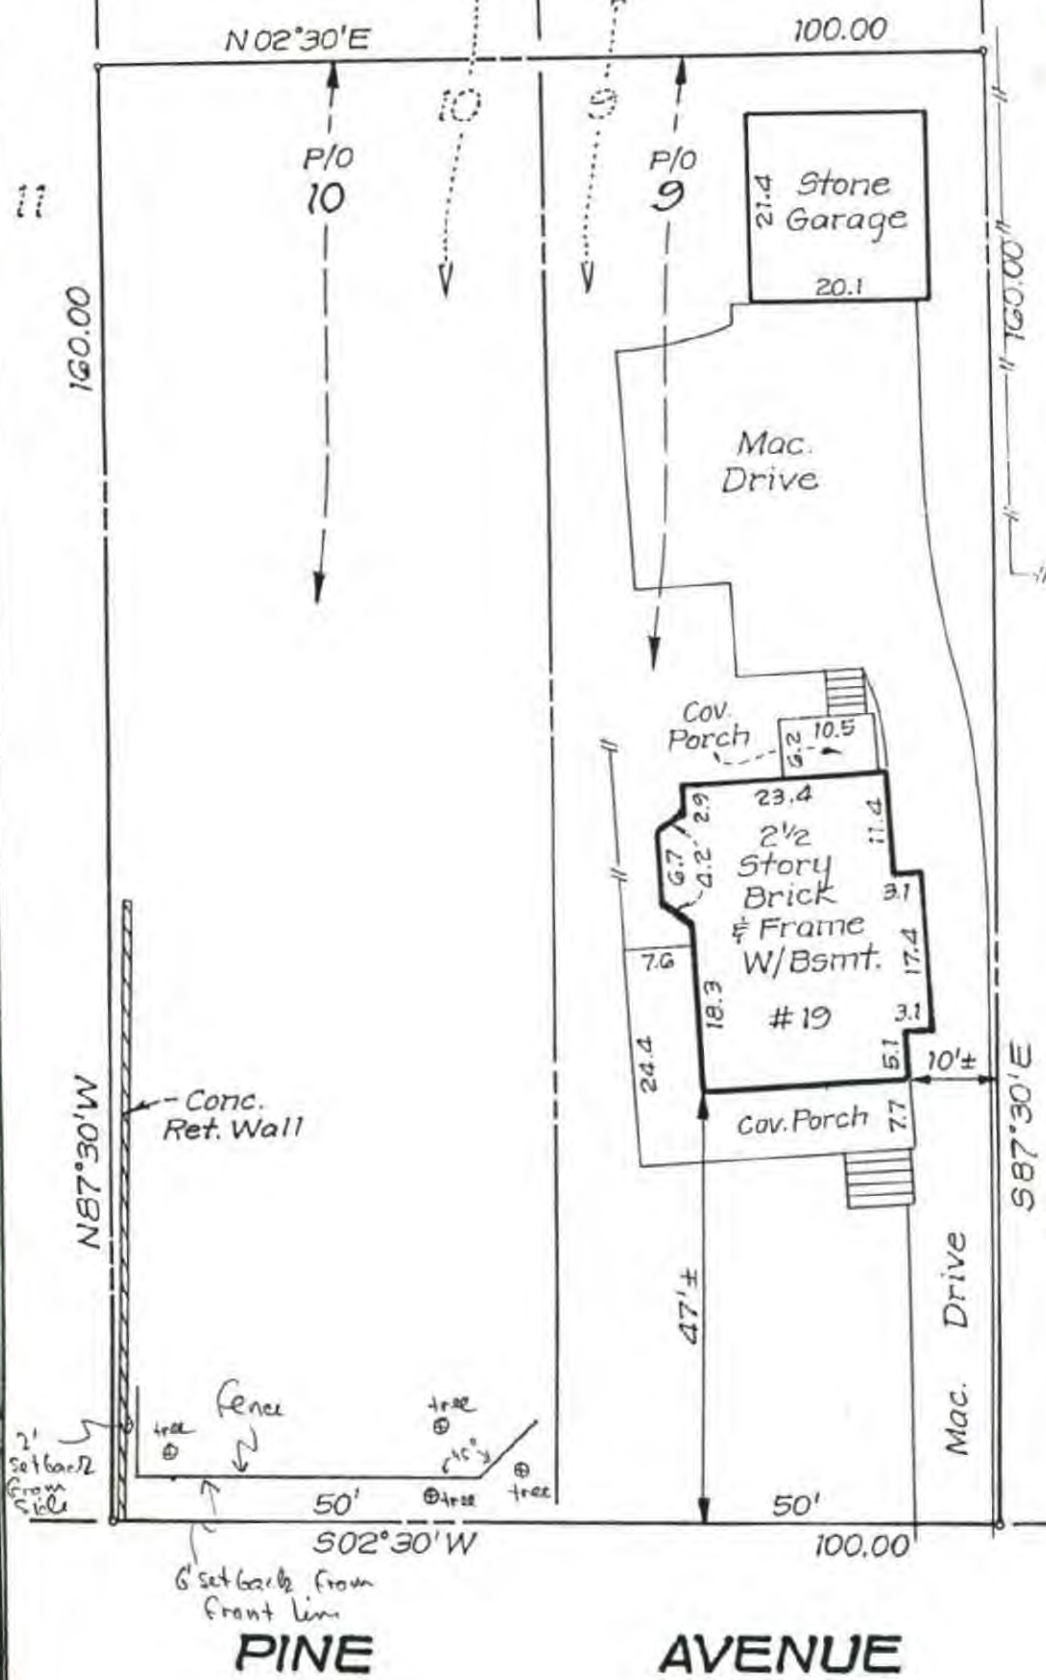 N 02°30'E
100.00
10
9
P/O
10
P/O
9
11
Stone
Garage
21.4
20.1
160.00
160.00
Mac.
Drive
Cov.
Porch
10.5
6.2
23.4
2.9
11.4
6.7
4.2'
2½
Story
Brick
& Frame
W/Bsmt.
#19
3.1
17.4
3.1
5.1
7.6
18.3
24.4
10'±
Cov. Porch
7.7
Conc.
Ret. Wall
N87°30'W
S87°30'E
47'±
Mac. Drive
fence
tree
tree
45°
tree
tree
2'
setback
from
side
50'
50'
S02°30'W
100.00
6' setback from
front line
PINE AVENUE